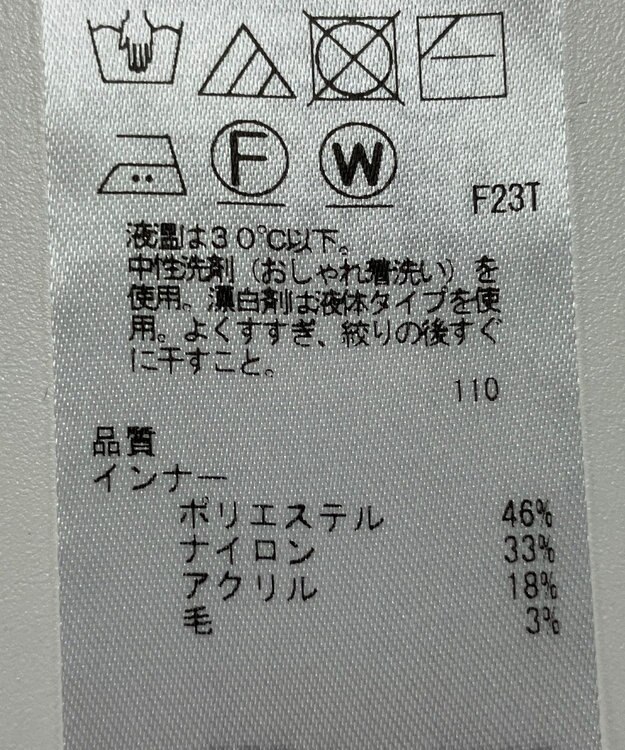 F W
F23T
液温は30℃以下。
中性洗剤（おしゃれ着洗い）を
使用。漂白剤は液体タイプを使
用。よくすすぎ、絞りの後すぐ
に干すこと。
110
品質
インナー
ポリエステル 46%
ナイロン 33%
アクリル 18%
毛 3%